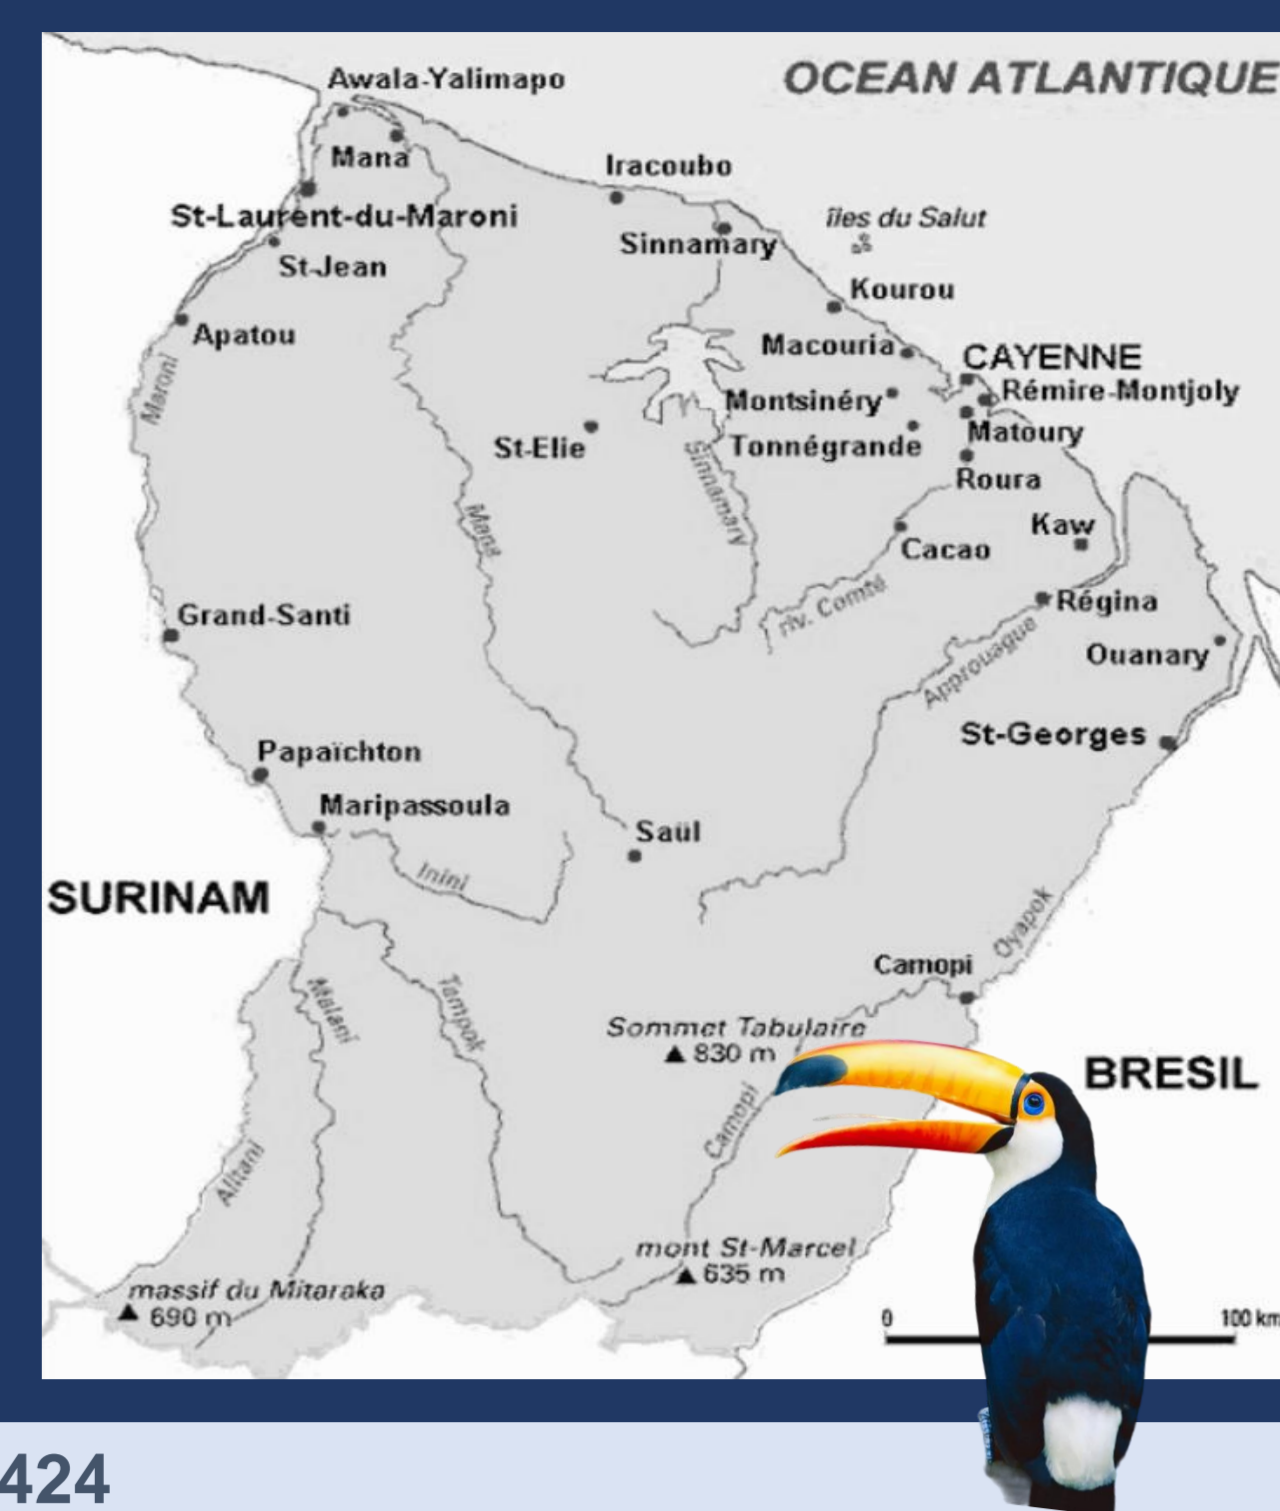 OCEAN ATLANTIQUE
Awala-Yalimapo
Mana
Iracoubo
St-Laurent-du-Maroni
îles du Salut
Sinnamary
St-Jean
Kourou
Apatou
Macouria
CAYENNE
Maroni
Rémire-Montjoly
Montsinéry
Matoury
St-Elie
Tonnégrande
Sinnamary
Roura
Mana
Kaw
Cacao
riv. Comté
Régina
Grand-Santi
Approuague
Ouanary
St-Georges
Papaïchton
Maripassoula
Saül
Inini
SURINAM
Oyapok
Camopi
Malani
Tampok
Sommet Tabulaire
830 m
BRESIL
Camopi
Alitani
mont St-Marcel
635 m
massif du Mitaraka
690 m
0 100 km
424